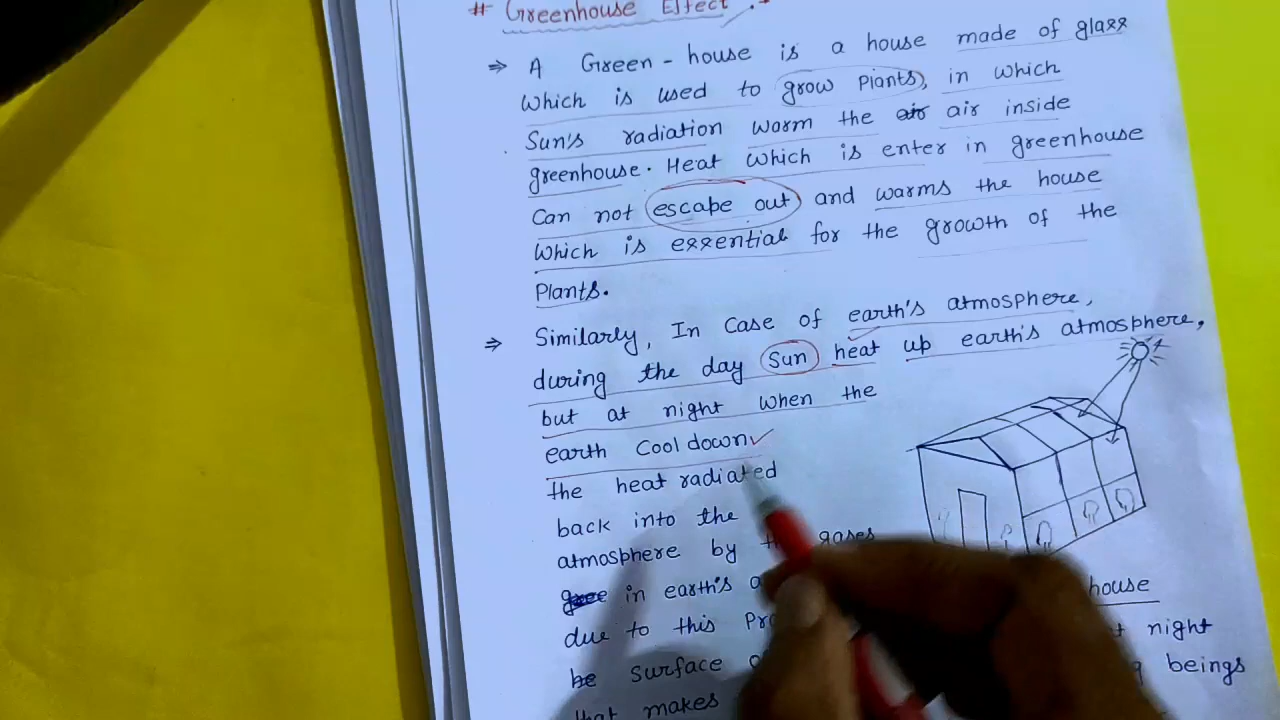 # Greenhouse Effect :-
⇒ A Green-house is a house made of glass
which is used to grow Plants, in which
Sun's radiation warm the air air inside
greenhouse. Heat which is enter in greenhouse
Can not escape out and warms the house
which is essential for the growth of the
Plants.
⇒ Similarly, In Case of earth's atmosphere,
during the day Sun heat up earth's atmosphere,
but at night when the
earth Cool down
the heat radiated
back into the
atmosphere by gases
in earth's
due to this house
be surface night
that makes beings